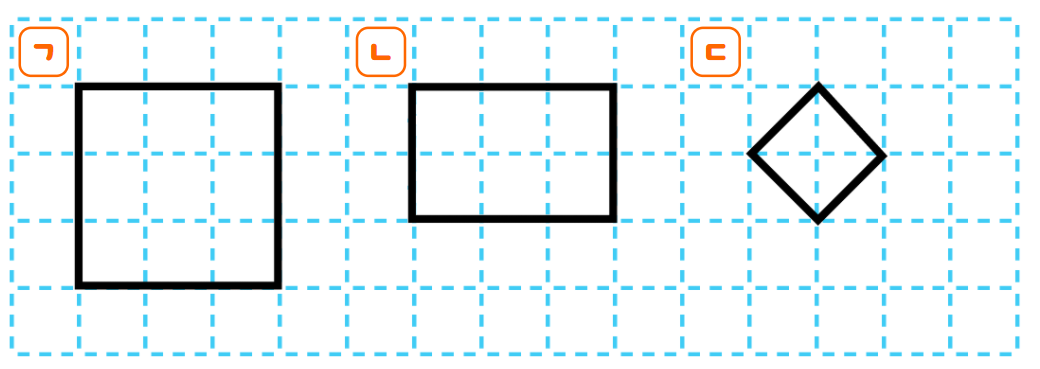 ㄱ ㄴ ㄷ